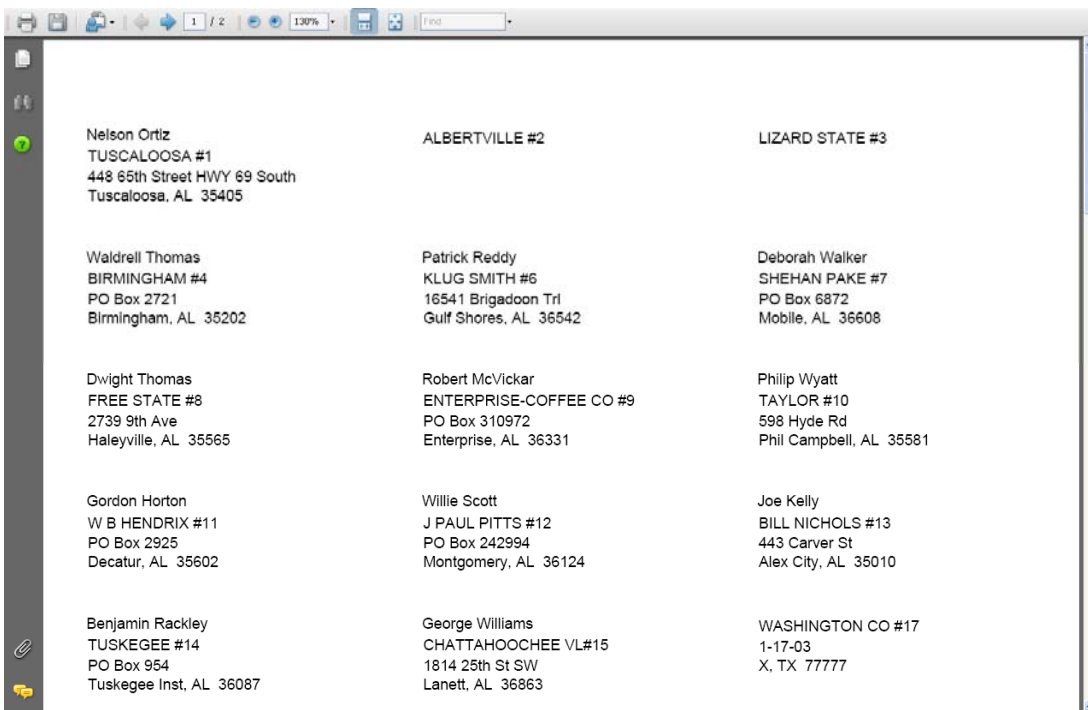 1 / 2 130% Find
Nelson Ortiz
TUSCALOOSA #1
448 65th Street HWY 69 South
Tuscaloosa, AL 35405
ALBERTVILLE #2
LIZARD STATE #3
Waldrell Thomas
BIRMINGHAM #4
PO Box 2721
Birmingham, AL 35202
Patrick Reddy
KLUG SMITH #6
16541 Brigadoon Trl
Gulf Shores, AL 36542
Deborah Walker
SHEHAN PAKE #7
PO Box 6872
Mobile, AL 36608
Dwight Thomas
FREE STATE #8
2739 9th Ave
Haleyville, AL 35565
Robert McVickar
ENTERPRISE-COFFEE CO #9
PO Box 310972
Enterprise, AL 36331
Philip Wyatt
TAYLOR #10
598 Hyde Rd
Phil Campbell, AL 35581
Gordon Horton
W B HENDRIX #11
PO Box 2925
Decatur, AL 35602
Willie Scott
J PAUL PITTS #12
PO Box 242994
Montgomery, AL 36124
Joe Kelly
BILL NICHOLS #13
443 Carver St
Alex City, AL 35010
Benjamin Rackley
TUSKEGEE #14
PO Box 954
Tuskegee Inst, AL 36087
George Williams
CHATTAHOOCHEE VL#15
1814 25th St SW
Lanett, AL 36863
WASHINGTON CO #17
1-17-03
X, TX 77777